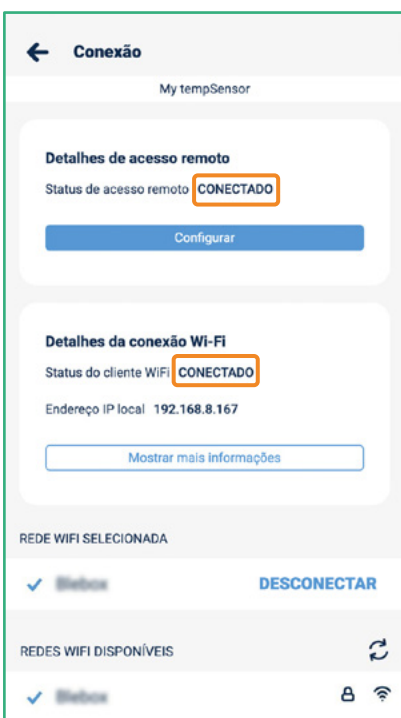 Conexão
My tempSensor
Detalhes de acesso remoto
Status de acesso remoto CONECTADO
Configurar
Detalhes da conexão Wi-Fi
Status do cliente WiFi CONECTADO
Endereço IP local 192.168.8.167
Mostrar mais informações
REDE WIFI SELECIONADA
DESCONECTAR
REDES WIFI DISPONÍVEIS